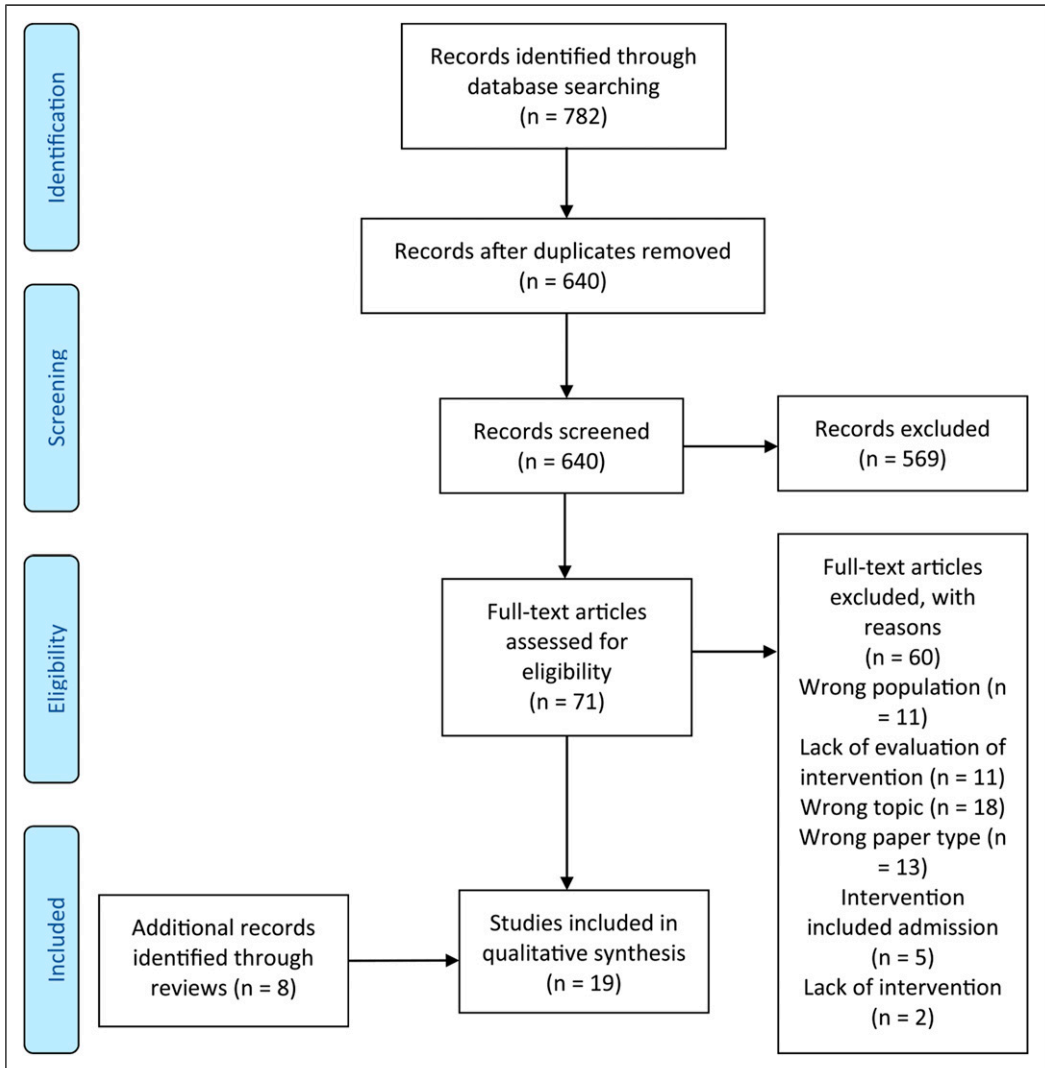 Identification
Records identified through
database searching
(n = 782)
Records after duplicates removed
(n = 640)
Screening
Records screened
(n = 640)
Records excluded
(n = 569)
Eligibility
Full-text articles
assessed for
eligibility
(n = 71)
Full-text articles
excluded, with
reasons
(n = 60)
Wrong population (n
= 11)
Lack of evaluation of
intervention (n = 11)
Wrong topic (n = 18)
Wrong paper type (n
= 13)
Intervention
included admission
(n = 5)
Lack of intervention
(n = 2)
Included
Additional records
identified through
reviews (n = 8)
Studies included in
qualitative synthesis
(n = 19)